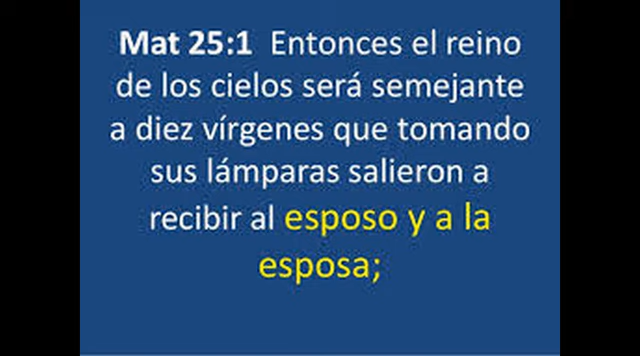 Mat 25:1 Entonces el reino
de los cielos será semejante
a diez vírgenes que tomando
sus lámparas salieron a
recibir al esposo y a la
esposa;